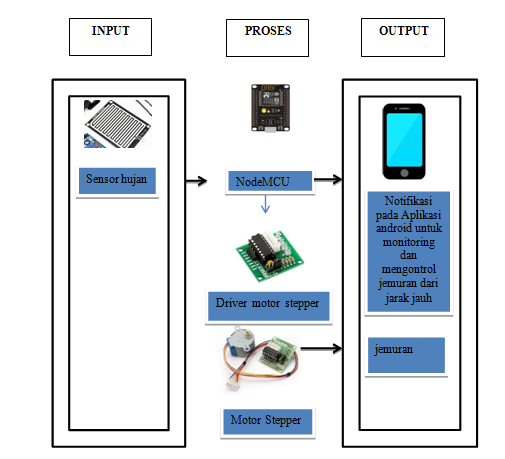 INPUT
PROSES
OUTPUT
Sensor hujan
NodeMCU
Notifikasi
pada Aplikasi
android untuk
monitoring
dan
mengontrol
jemuran dari
jarak jauh
Driver motor stepper
jemuran
Motor Stepper